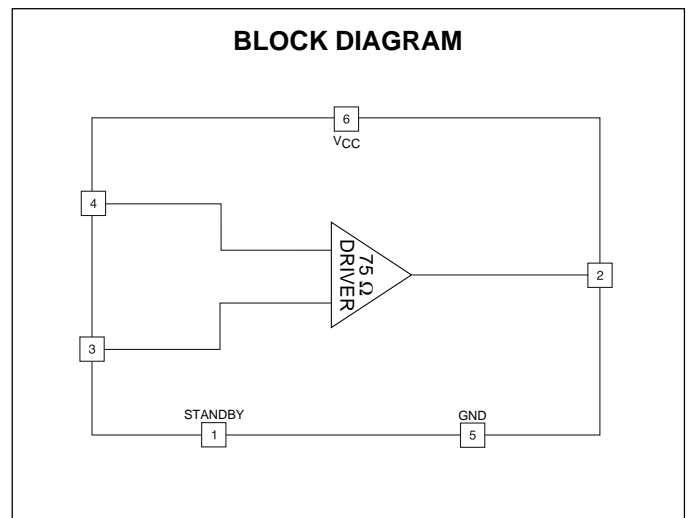 BLOCK DIAGRAM
6
VCC
4
75 Ω
DRIVER
2
3
STANDBY
1
GND
5